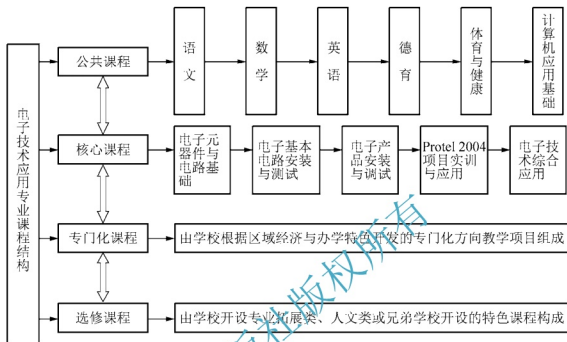 电子技术应用专业课程结构
公共课程
语文
数学
英语
德育
体育与健康
计算机应用基础
核心课程
电子元
器件与
电路基
础
电子基本
电路安装
与测试
电子产
品安装
与调试
Protel 2004
项目实训
与应用
电子技
术综合
应用
专门化课程
由学校根据区域经济与办学特色开发的专门化方向教学项目组成
选修课程
由学校开设专业拓展类、人文类或兄弟学校开设的特色课程构成
社版权所有